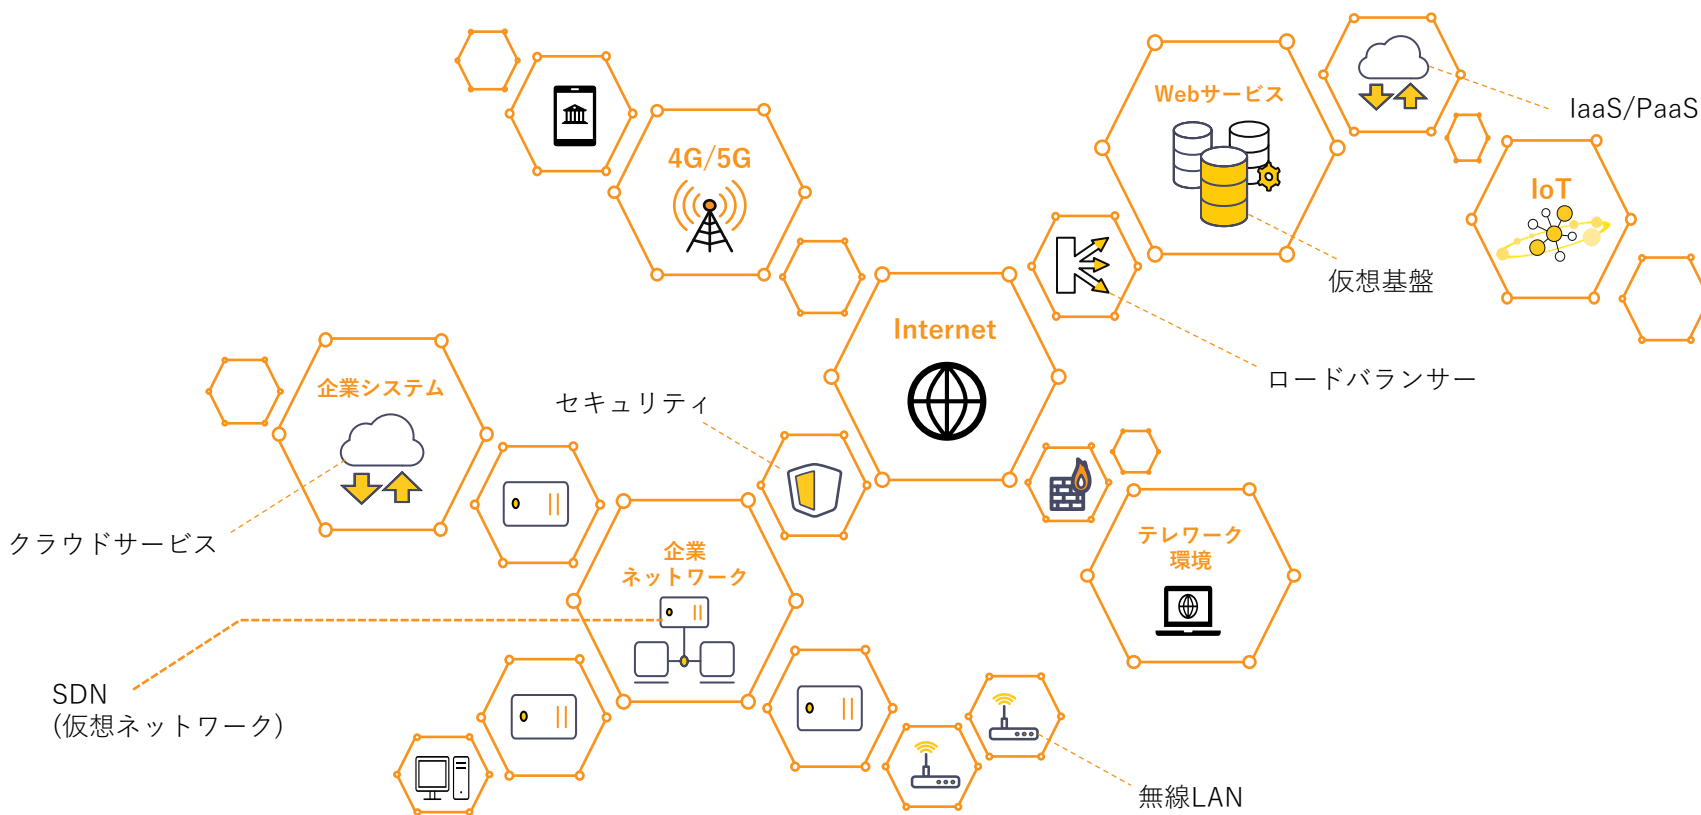 Webサービス
IaaS/PaaS
4G/5G
IoT
仮想基盤
Internet
ロードバランサー
企業システム
セキュリティ
クラウドサービス
企業
ネットワーク
テレワーク
環境
SDN
(仮想ネットワーク)
無線LAN